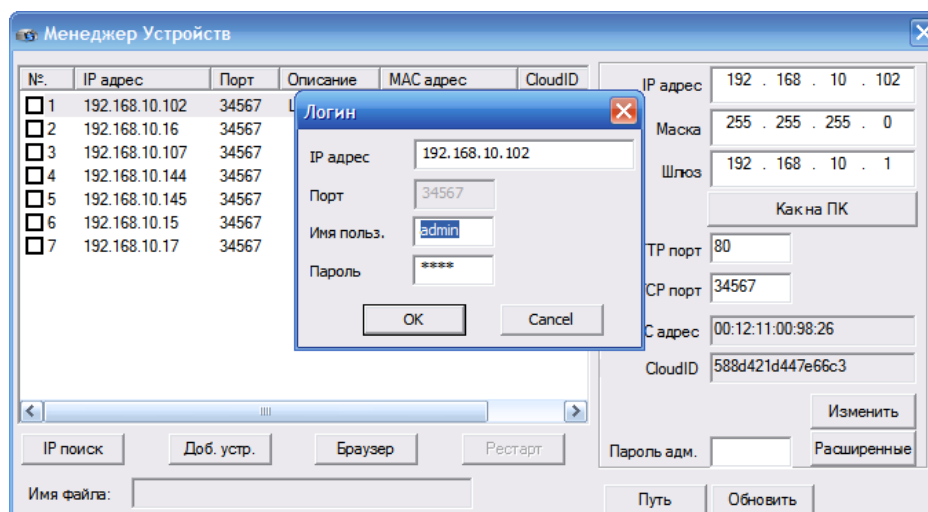 Менеджер Устройств
№. IP адрес Порт Описание MAC адрес CloudID
1 192.168.10.102 34567
2 192.168.10.16 34567
3 192.168.10.107 34567
4 192.168.10.144 34567
5 192.168.10.145 34567
6 192.168.10.15 34567
7 192.168.10.17 34567
Логин
IP адрес 192.168.10.102
Порт 34567
Имя польз. admin
Пароль ****
OK Cancel
IP адрес 192 . 168 . 10 . 102
Маска 255 . 255 . 255 . 0
Шлюз 192 . 168 . 10 . 1
Как на ПК
TP порт 80
CP порт 34567
C адрес 00:12:11:00:98:26
CloudID 588d421d447e66c3
Изменить
IP поиск Доб. устр. Браузер Рестарт
Пароль адм. Расширенные
Имя файла:
Путь Обновить